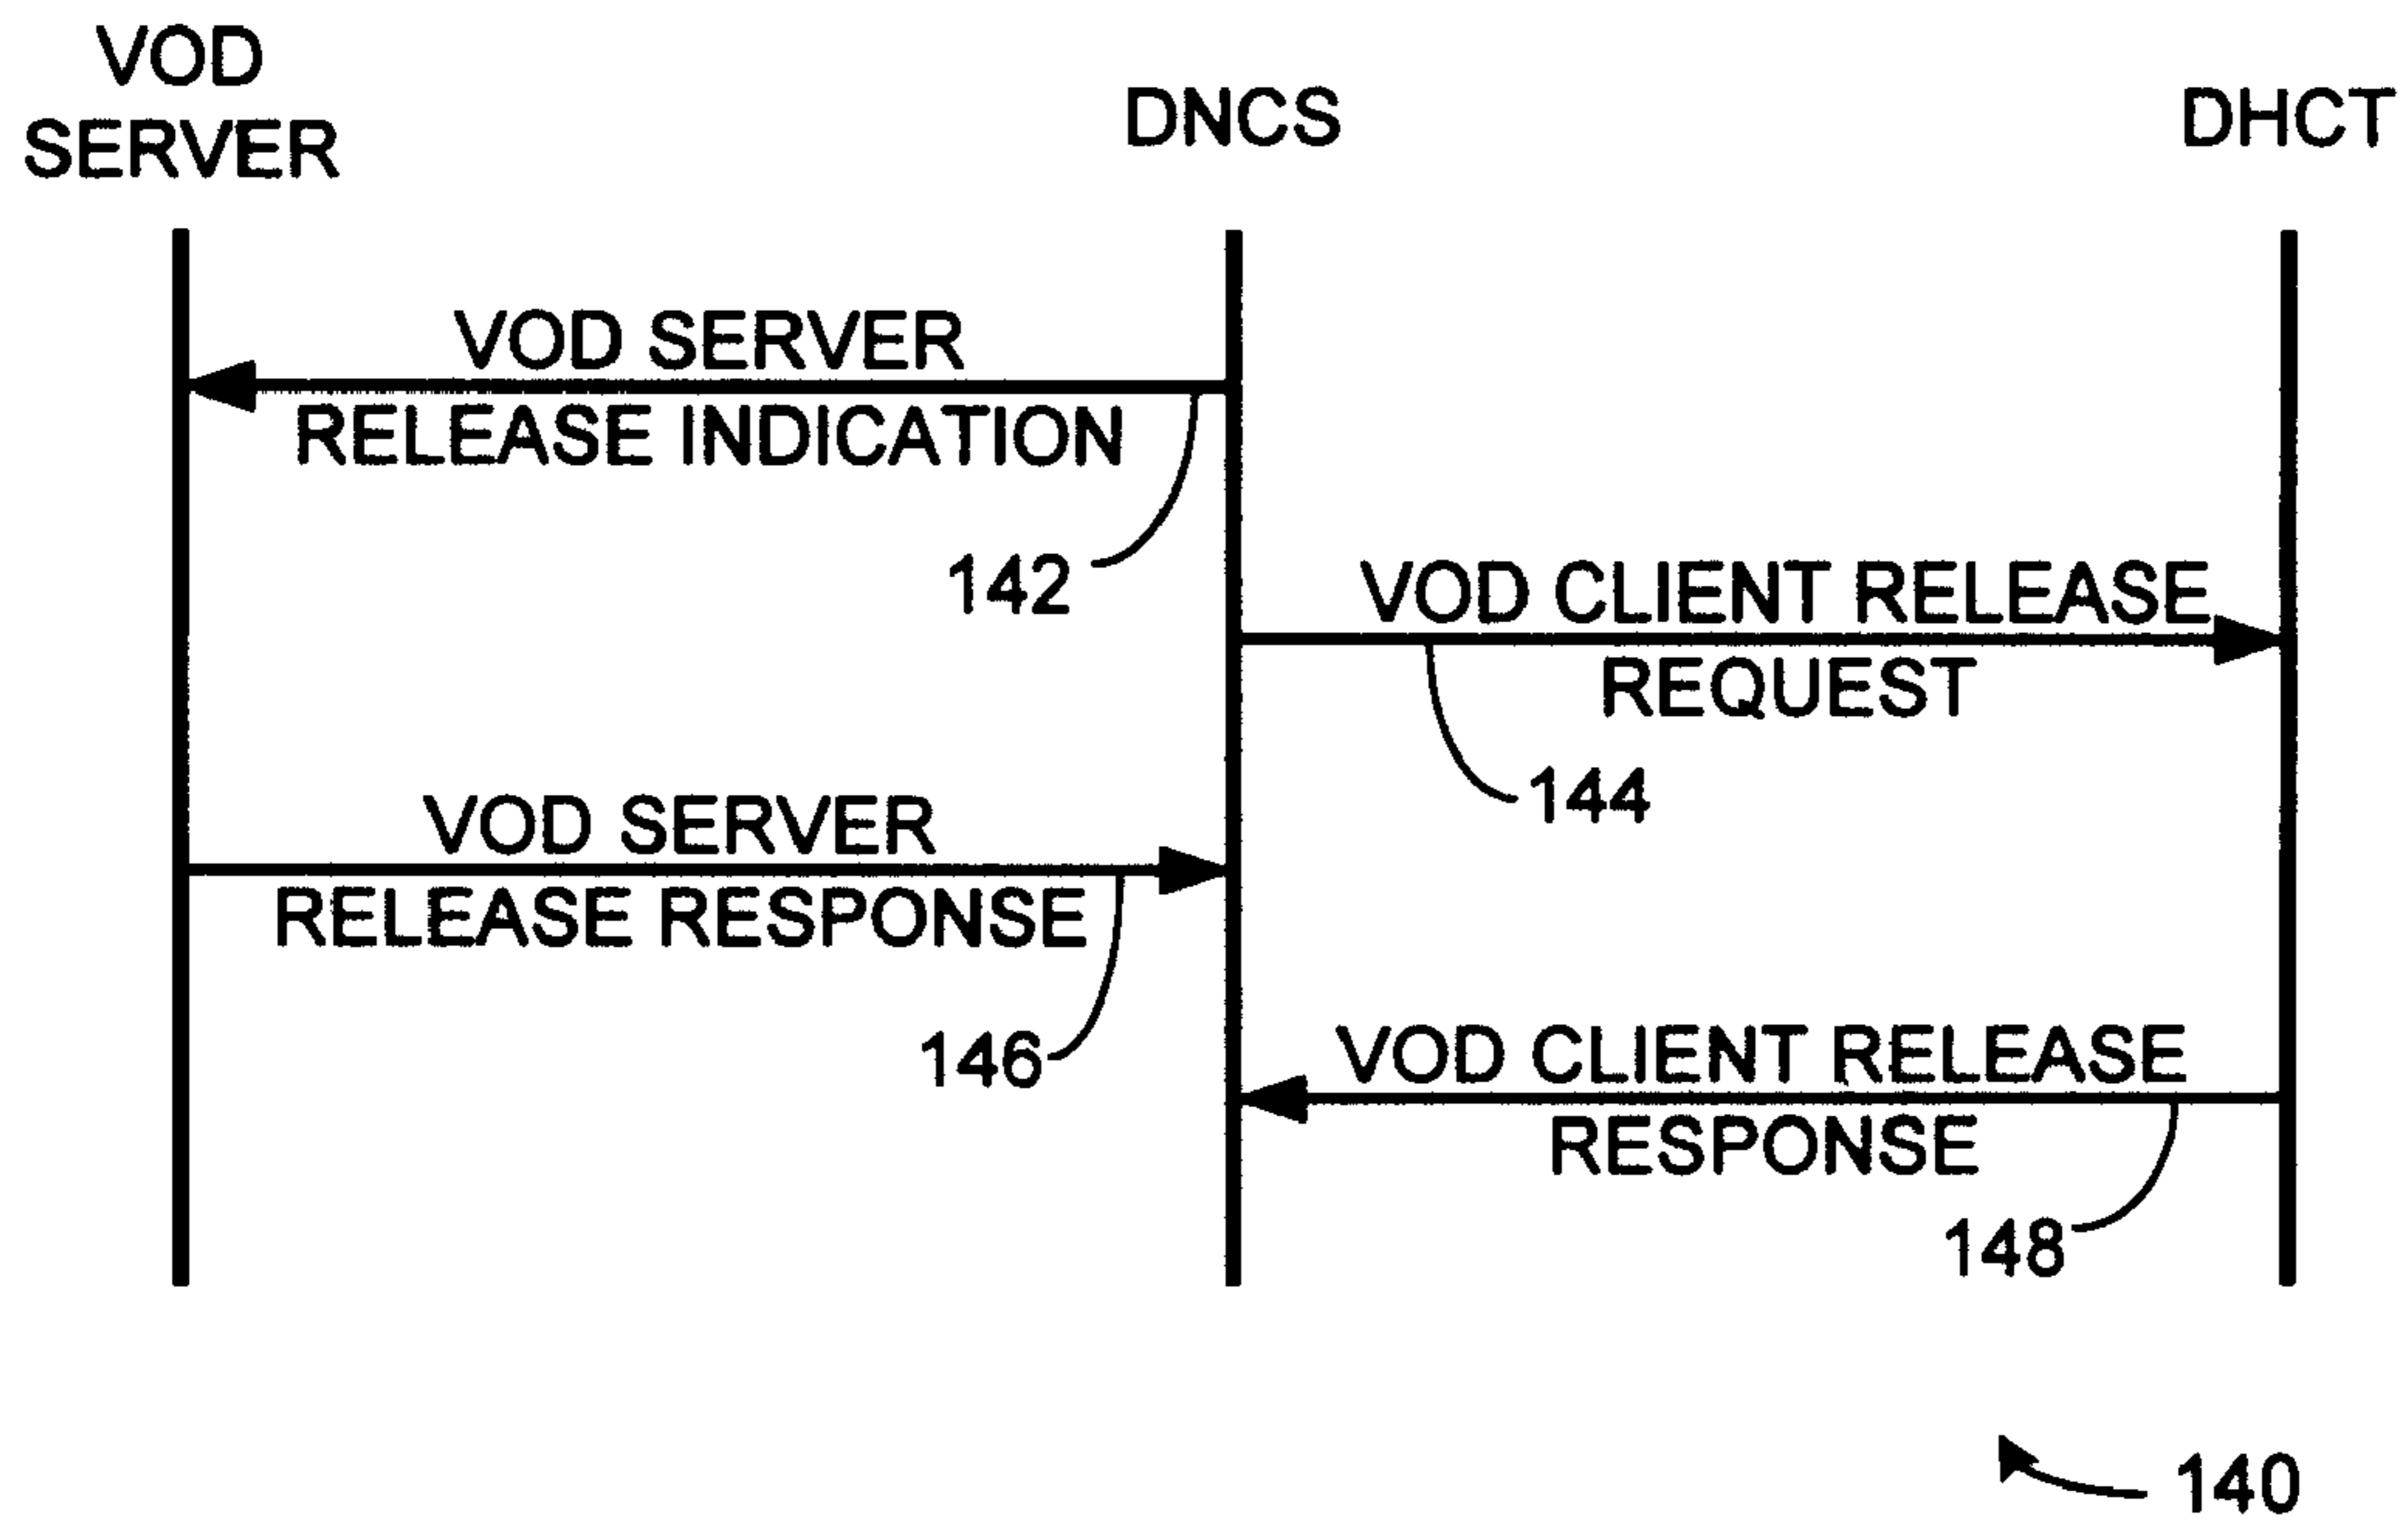 VOD
SERVER
DNCS
DHCT
VOD SERVER
RELEASE INDICATION
142
VOD CLIENT RELEASE
REQUEST
144
VOD SERVER
RELEASE RESPONSE
146
VOD CLIENT RELEASE
RESPONSE
148
140